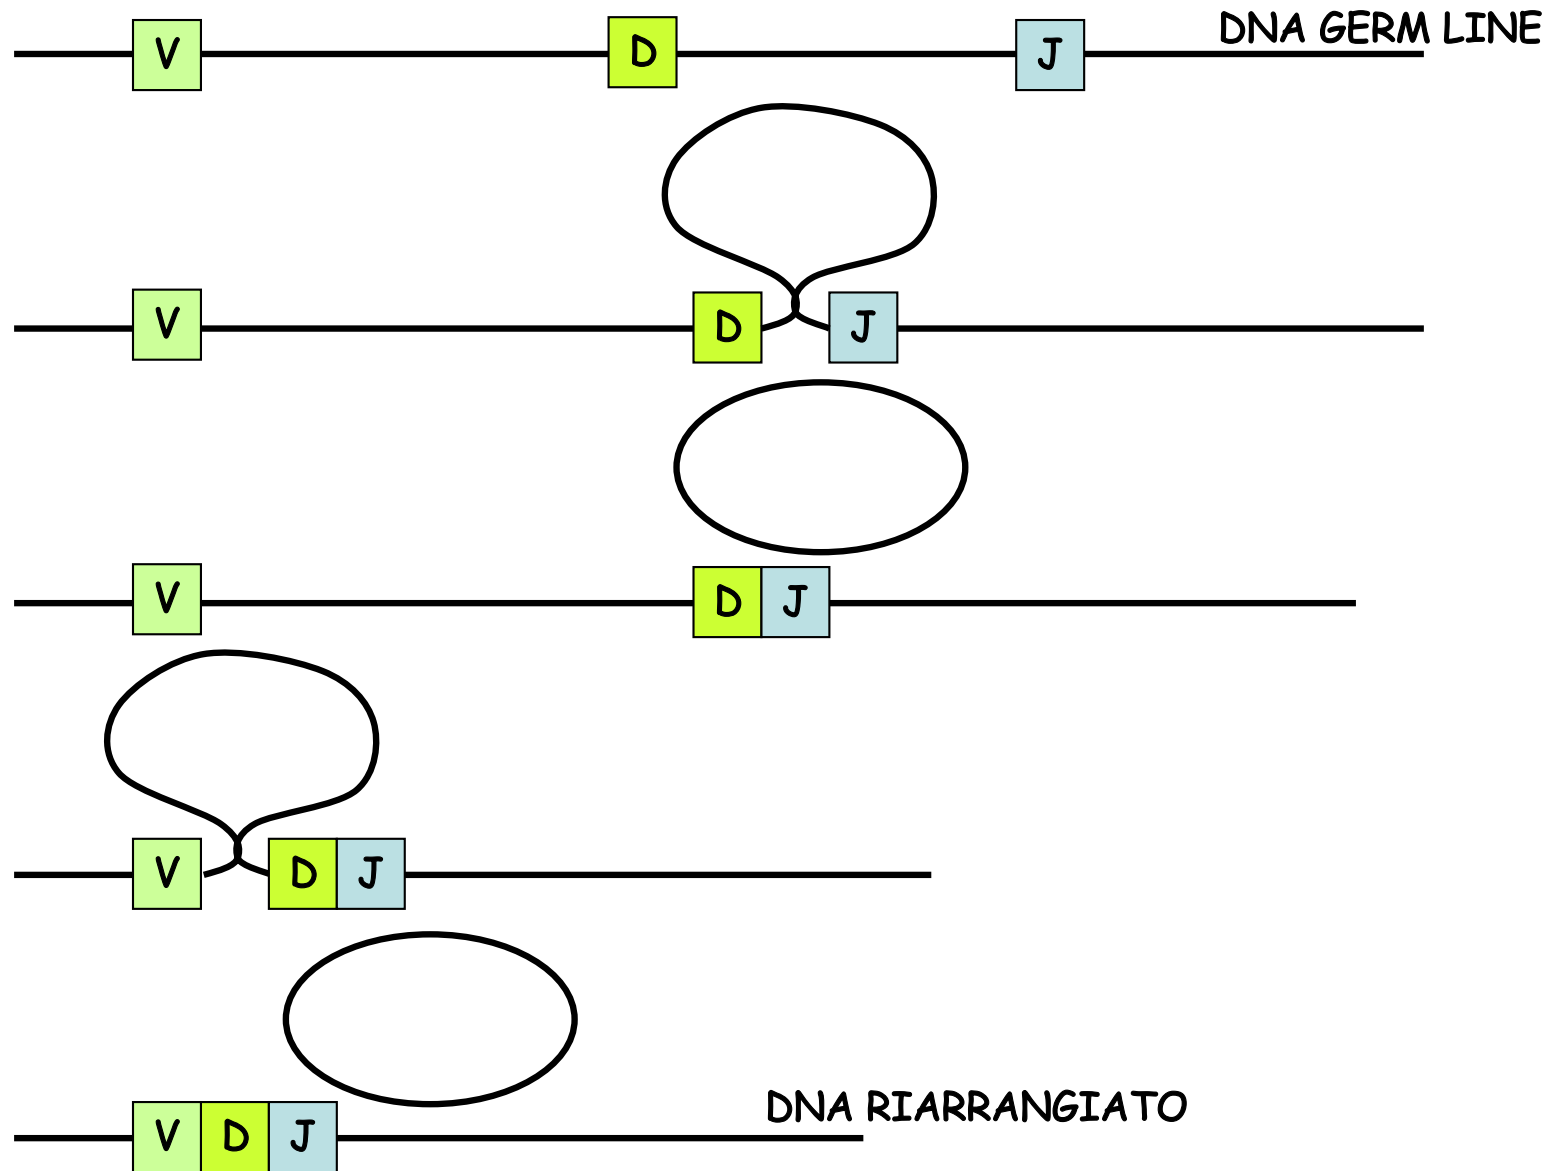 DNA GERM LINE
V D J
V D J
V D J
V D J
DNA RIARRANGIATO
V D J